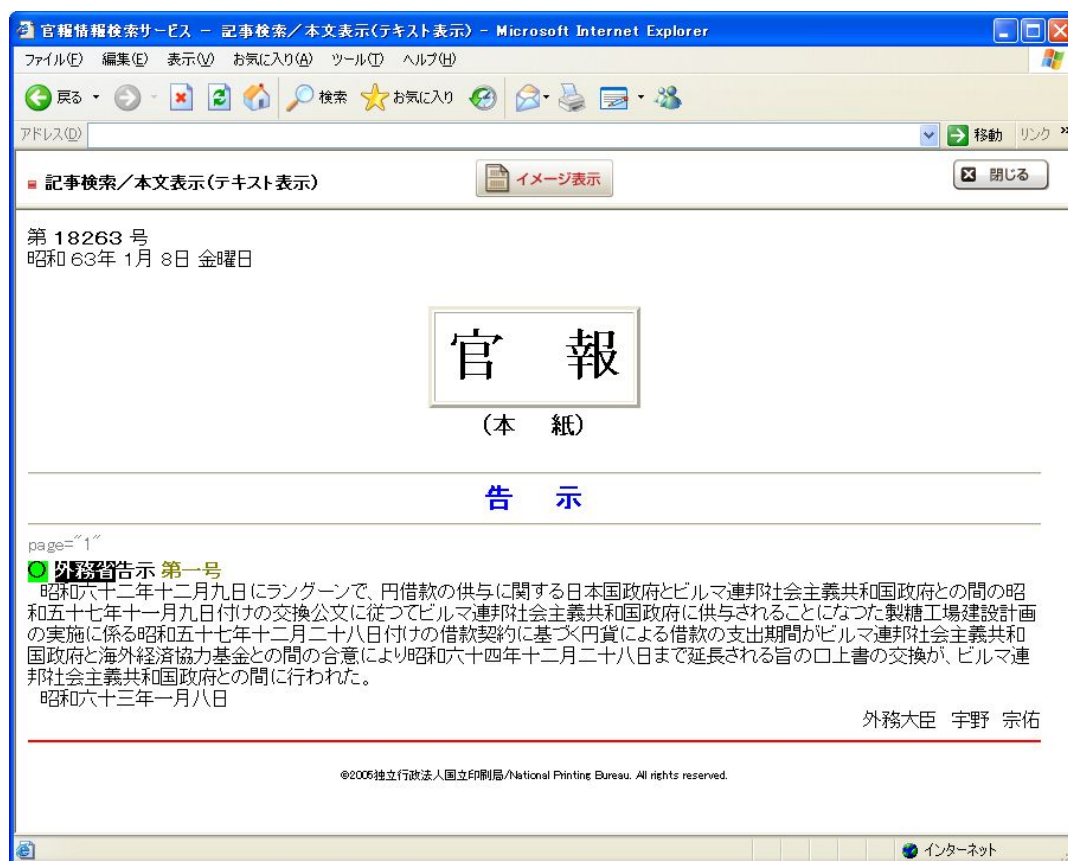 官報情報検索サービス － 記事検索／本文表示(テキスト表示) - Microsoft Internet Explorer
ファイル(F) 編集(E) 表示(V) お気に入り(A) ツール(T) ヘルプ(H)
戻る 検索 お気に入り
アドレス(D) 移動 リンク »
記事検索／本文表示(テキスト表示) イメージ表示 閉じる
第 18263 号
昭和 63年 1月 8日 金曜日
官 報
(本 紙)
告 示
page="1"
○ 外務省告示 第一号
昭和六十二年十二月九日にラングーンで、円借款の供与に関する日本国政府とビルマ連邦社会主義共和国政府との間の昭
和五十七年十一月九日付けの交換公文に従つてビルマ連邦社会主義共和国政府に供与されることになつた製糖工場建設計画
の実施に係る昭和五十七年十二月二十八日付けの借款契約に基づく円貨による借款の支出期間がビルマ連邦社会主義共和
国政府と海外経済協力基金との間の合意により昭和六十四年十二月二十八日まで延長される旨の口上書の交換が、ビルマ連
邦社会主義共和国政府との間に行われた。
昭和六十三年一月八日
外務大臣 宇野 宗佑
©2005独立行政法人国立印刷局/National Printing Bureau. All rights reserved.
インターネット